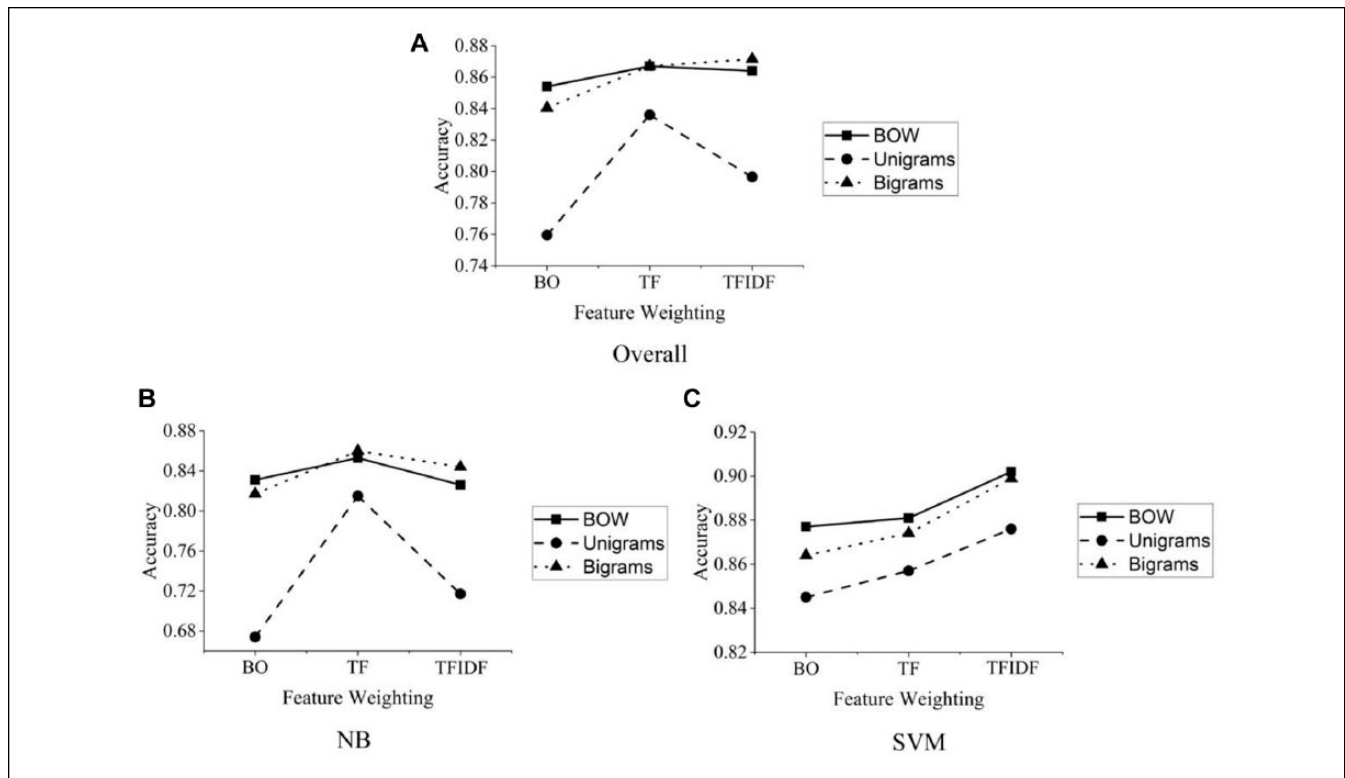 A
0.88
0.86
0.84
0.82
0.80
0.78
0.76
0.74
Accuracy
BO TF TFIDF
Feature Weighting
Overall
BOW
Unigrams
Bigrams
B
0.88
0.84
0.80
0.76
0.72
0.68
Accuracy
BO TF TFIDF
Feature Weighting
NB
BOW
Unigrams
Bigrams
C
0.92
0.90
0.88
0.86
0.84
0.82
Accuracy
BO TF TFIDF
Feature Weighting
SVM
BOW
Unigrams
Bigrams